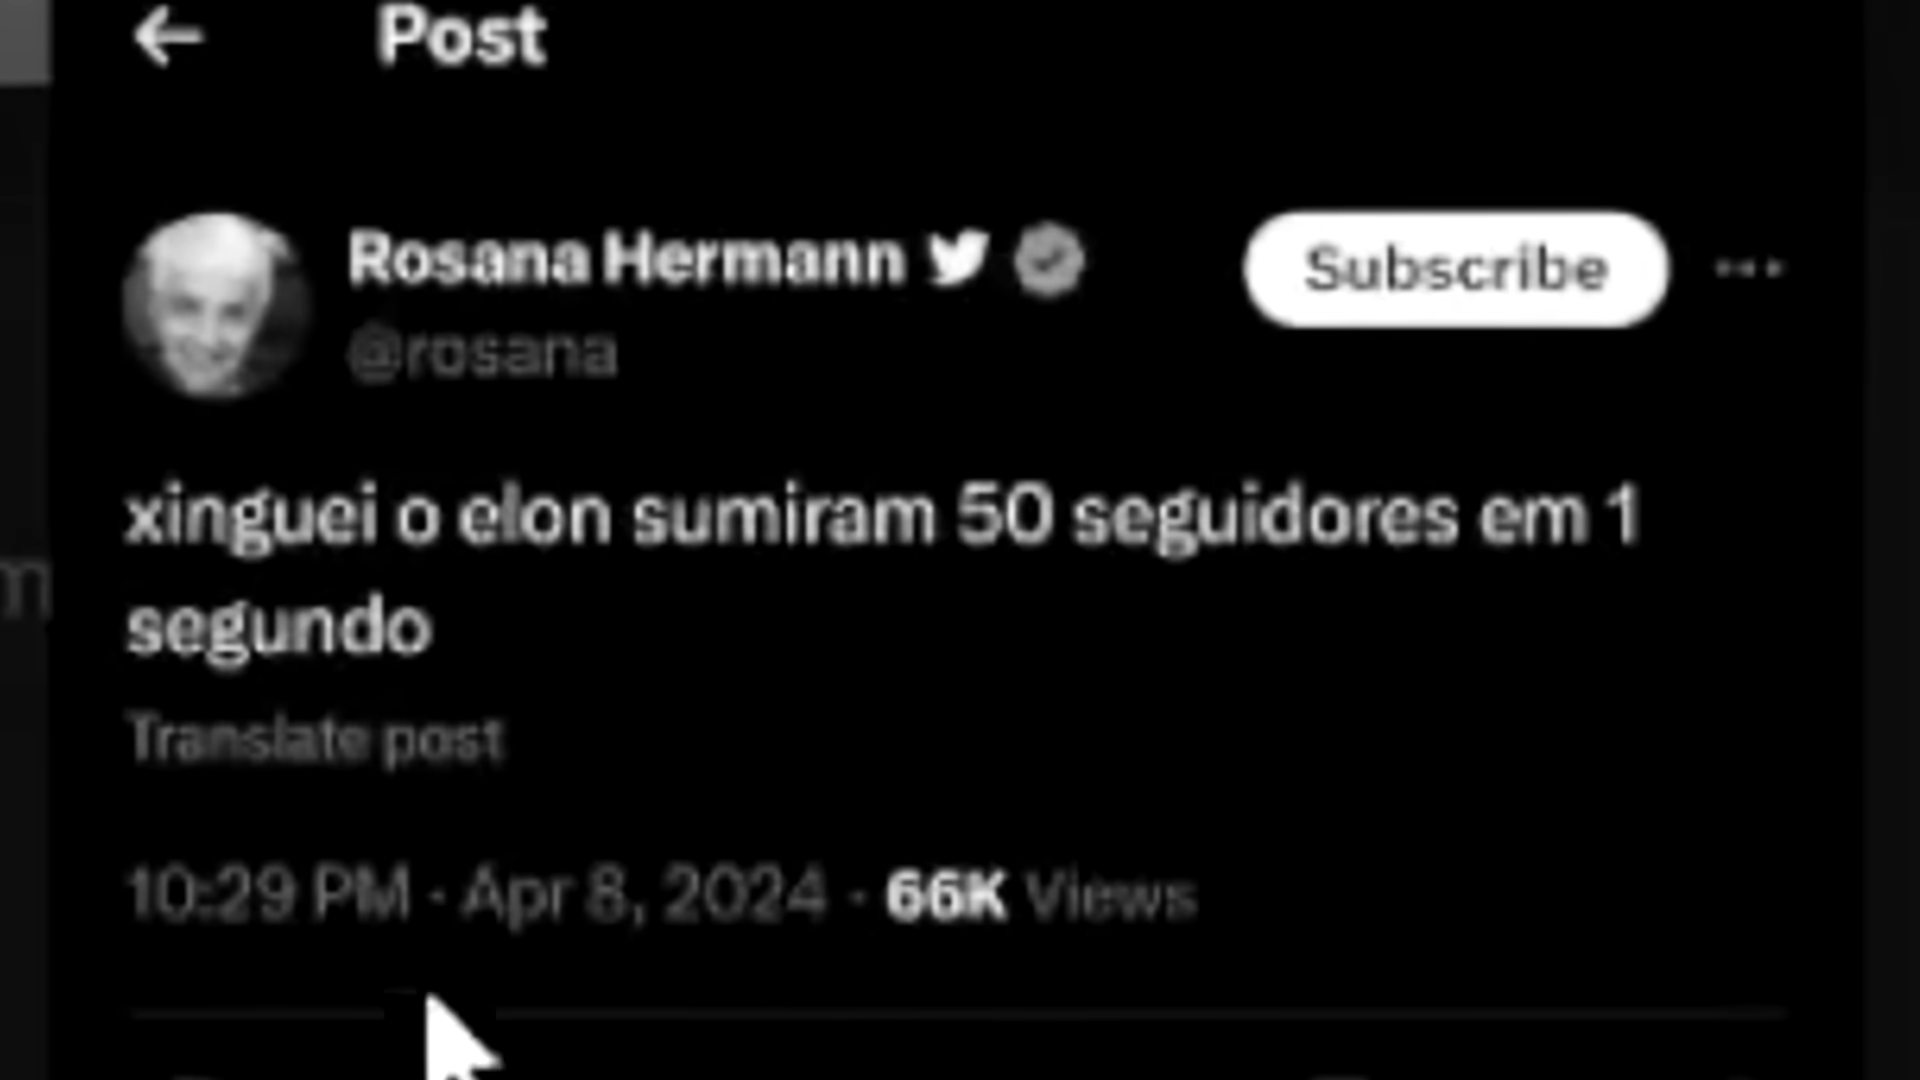 Post
Rosana Hermann
Subscribe
@rosana
xinguei o elon sumiram 50 seguidores em 1
segundo
Translate post
10:29 PM · Apr 8, 2024 · 66K Views